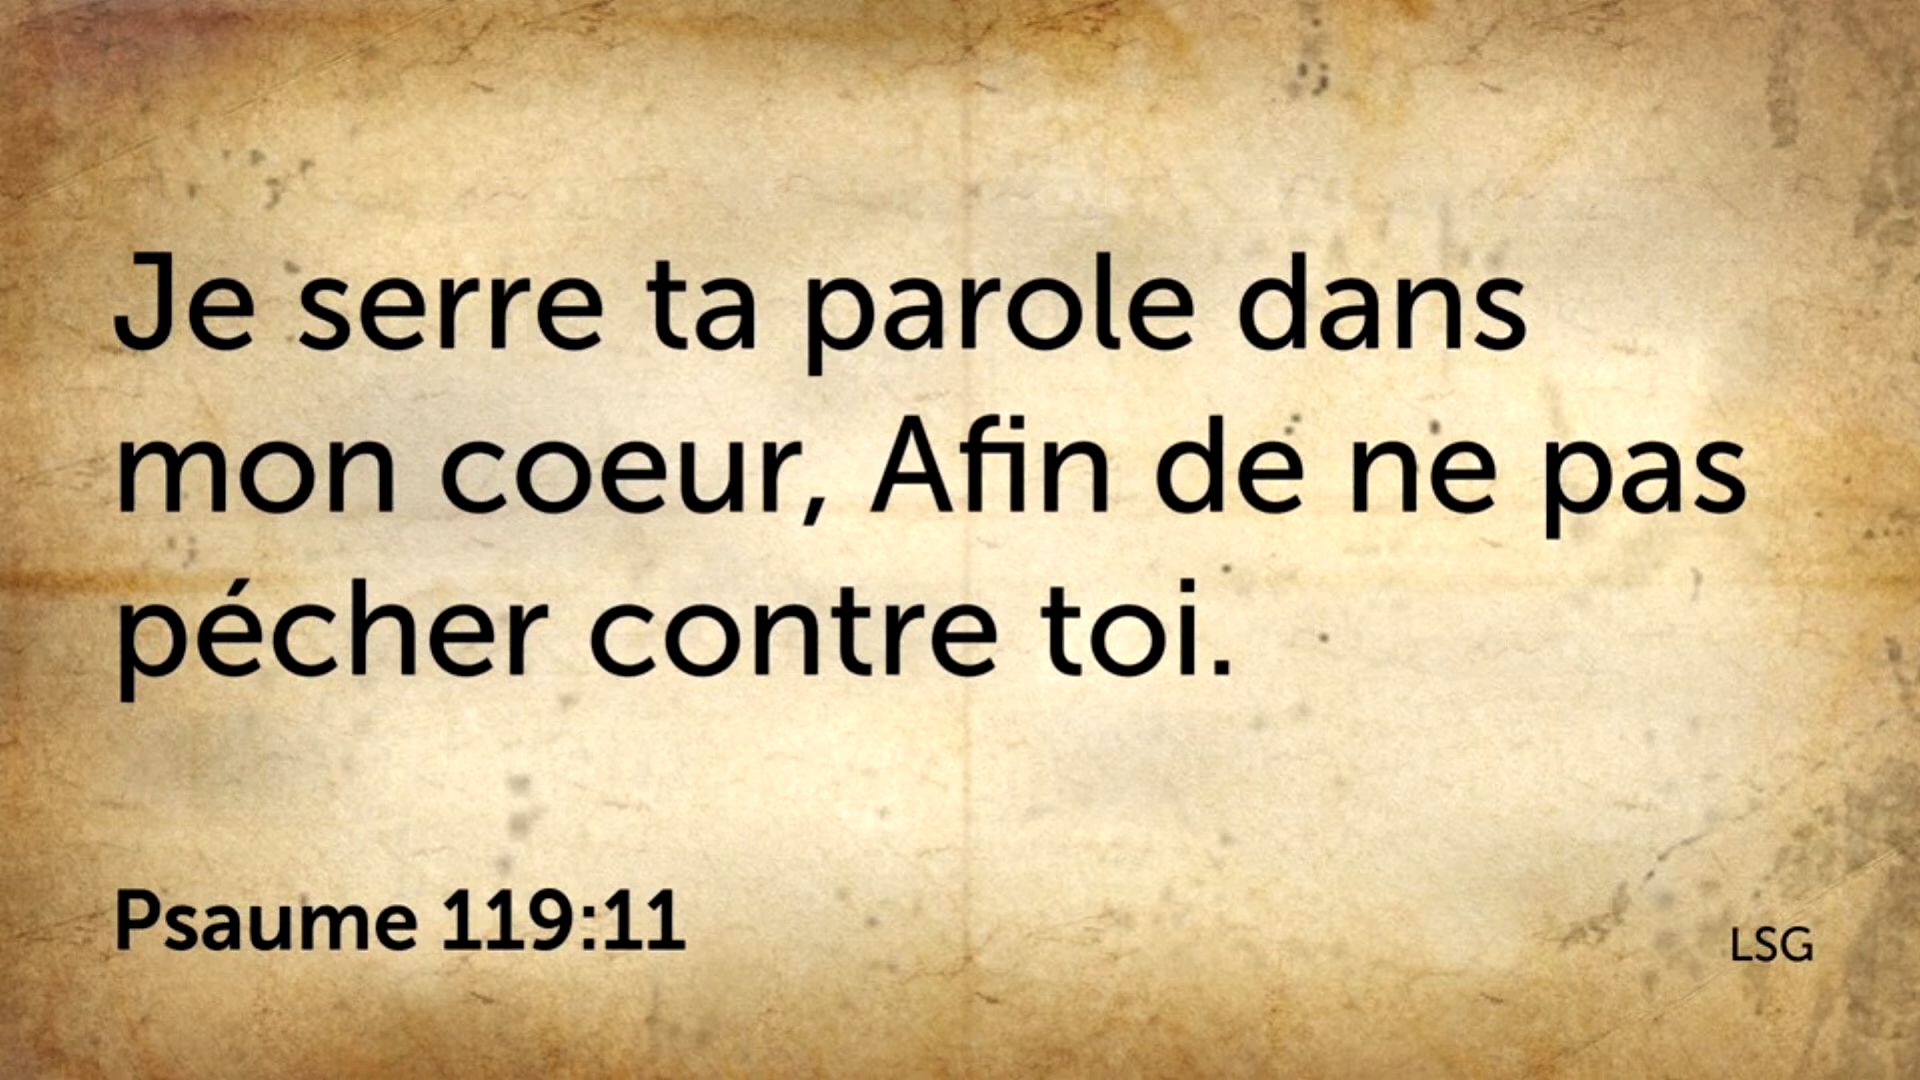 Je serre ta parole dans
mon coeur, Afin de ne pas
pécher contre toi.
Psaume 119:11
LSG